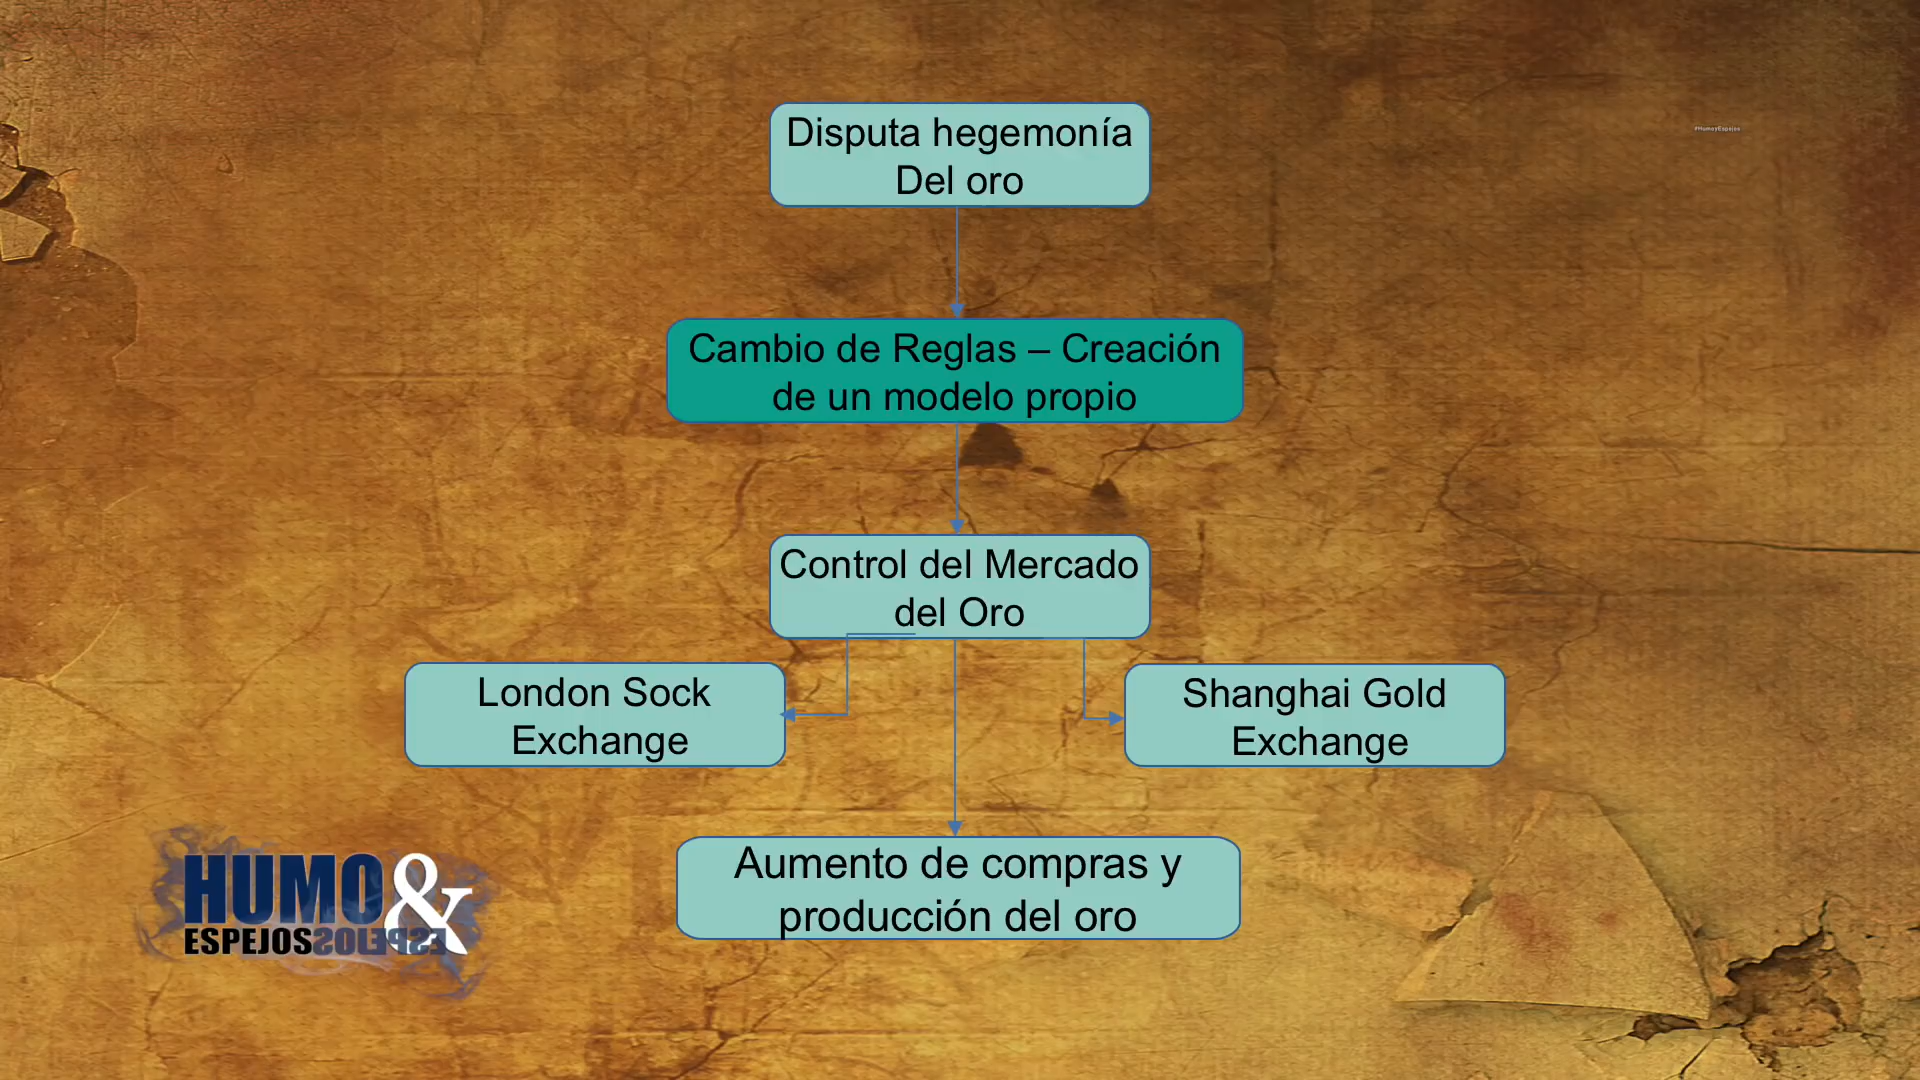 Disputa hegemonía
Del oro
#HumoyEspejos
Cambio de Reglas – Creación
de un modelo propio
Control del Mercado
del Oro
London Sock
Exchange
Shanghai Gold
Exchange
Aumento de compras y
producción del oro
HUMO&
ESPEJOS